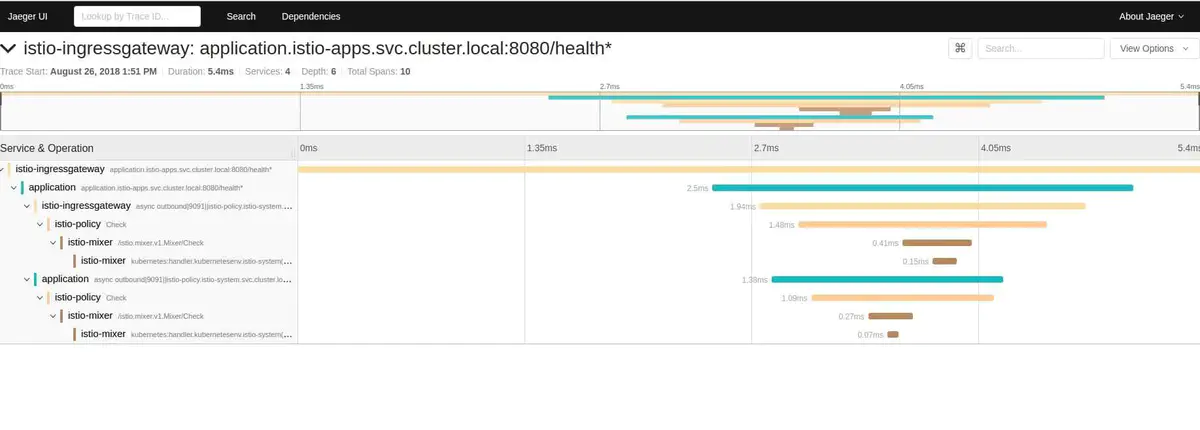 Jaeger UI Lookup by Trace ID... Search Dependencies About Jaeger
istio-ingressgateway: application.istio-apps.svc.cluster.local:8080/health* ⌘ Search... View Options
Trace Start: August 26, 2018 1:51 PM Duration: 5.4ms Services: 4 Depth: 6 Total Spans: 10
0ms 1.35ms 2.7ms 4.05ms 5.4ms
Service & Operation 0ms 1.35ms 2.7ms 4.05ms 5.4ms
istio-ingressgateway application.istio-apps.svc.cluster.local:8080/health*
application application.istio-apps.svc.cluster.local:8080/health* 2.5ms
istio-ingressgateway async outbound|9091||istio-policy.istio-system.... 1.94ms
istio-policy Check 1.48ms
istio-mixer /istio.mixer.v1.Mixer/Check 0.41ms
istio-mixer kubernetes:handler.kubernetesenv.istio-system(... 0.15ms
application async outbound|9091||istio-policy.istio-system.svc.cluster.lo... 1.38ms
istio-policy Check 1.09ms
istio-mixer /istio.mixer.v1.Mixer/Check 0.27ms
istio-mixer kubernetes:handler.kubernetesenv.istio-system(... 0.07ms